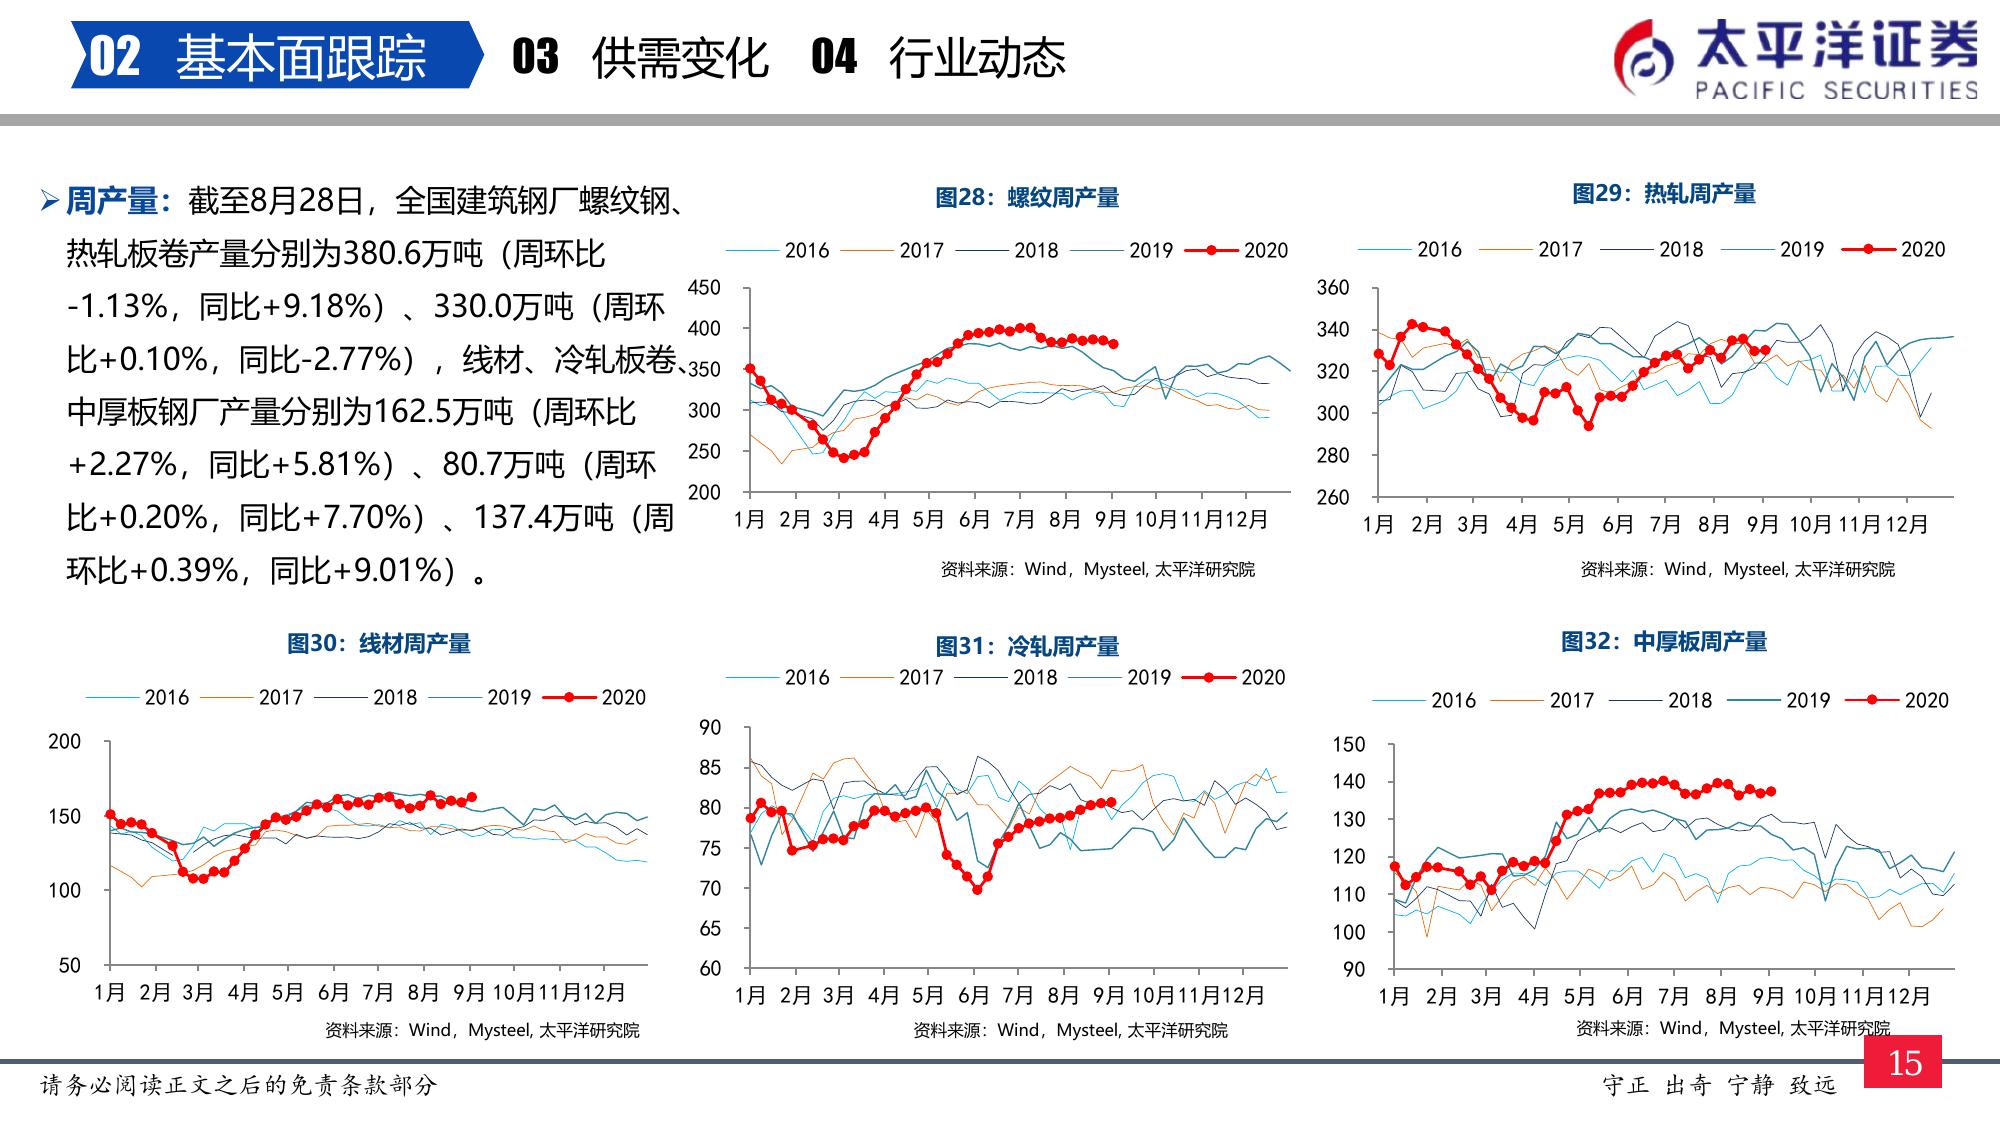 02 基本面跟踪 03 供需变化 04 行业动态
太平洋证券
PACIFIC SECURITIES
周产量：截至8月28日，全国建筑钢厂螺纹钢、
热轧板卷产量分别为380.6万吨（周环比
-1.13%，同比+9.18%）、330.0万吨（周环
比+0.10%，同比-2.77%），线材、冷轧板卷、
中厚板钢厂产量分别为162.5万吨（周环比
+2.27%，同比+5.81%）、80.7万吨（周环
比+0.20%，同比+7.70%）、137.4万吨（周
环比+0.39%，同比+9.01%）。
图28：螺纹周产量
2016 2017 2018 2019 2020
450
400
350
300
250
200
1月 2月 3月 4月 5月 6月 7月 8月 9月 10月 11月 12月
资料来源：Wind，Mysteel, 太平洋研究院
图29：热轧周产量
2016 2017 2018 2019 2020
360
340
320
300
280
260
1月 2月 3月 4月 5月 6月 7月 8月 9月 10月 11月 12月
资料来源：Wind，Mysteel, 太平洋研究院
图30：线材周产量
2016 2017 2018 2019 2020
200
150
100
50
1月 2月 3月 4月 5月 6月 7月 8月 9月 10月 11月 12月
资料来源：Wind，Mysteel, 太平洋研究院
图31：冷轧周产量
2016 2017 2018 2019 2020
90
85
80
75
70
65
60
1月 2月 3月 4月 5月 6月 7月 8月 9月 10月 11月 12月
资料来源：Wind，Mysteel, 太平洋研究院
图32：中厚板周产量
2016 2017 2018 2019 2020
150
140
130
120
110
100
90
1月 2月 3月 4月 5月 6月 7月 8月 9月 10月 11月 12月
资料来源：Wind，Mysteel, 太平洋研究院
请务必阅读正文之后的免责条款部分
守正 出奇 宁静 致远
15